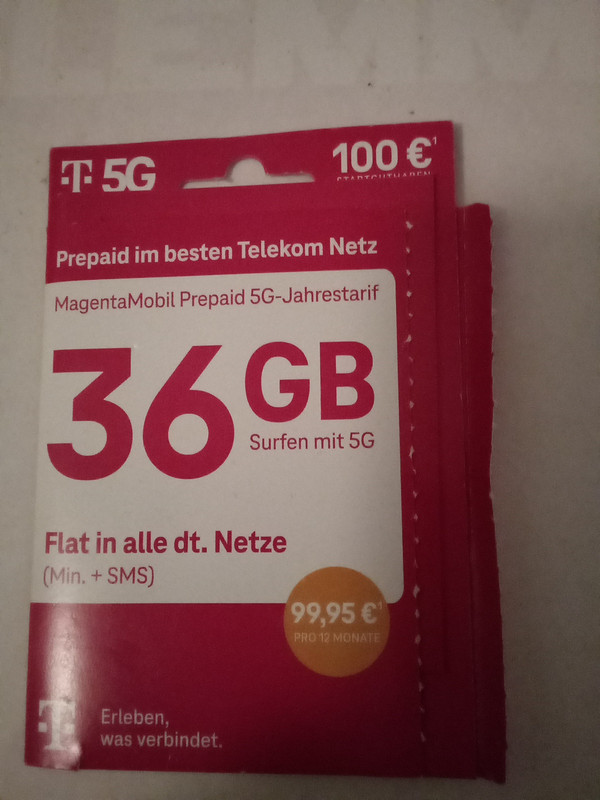 T 5G
100 €¹
STARTGUTHABEN
Prepaid im besten Telekom Netz
MagentaMobil Prepaid 5G-Jahrestarif
36 GB
Surfen mit 5G
Flat in alle dt. Netze
(Min. + SMS)
99,95 €¹
PRO 12 MONATE
T
Erleben,
was verbindet.